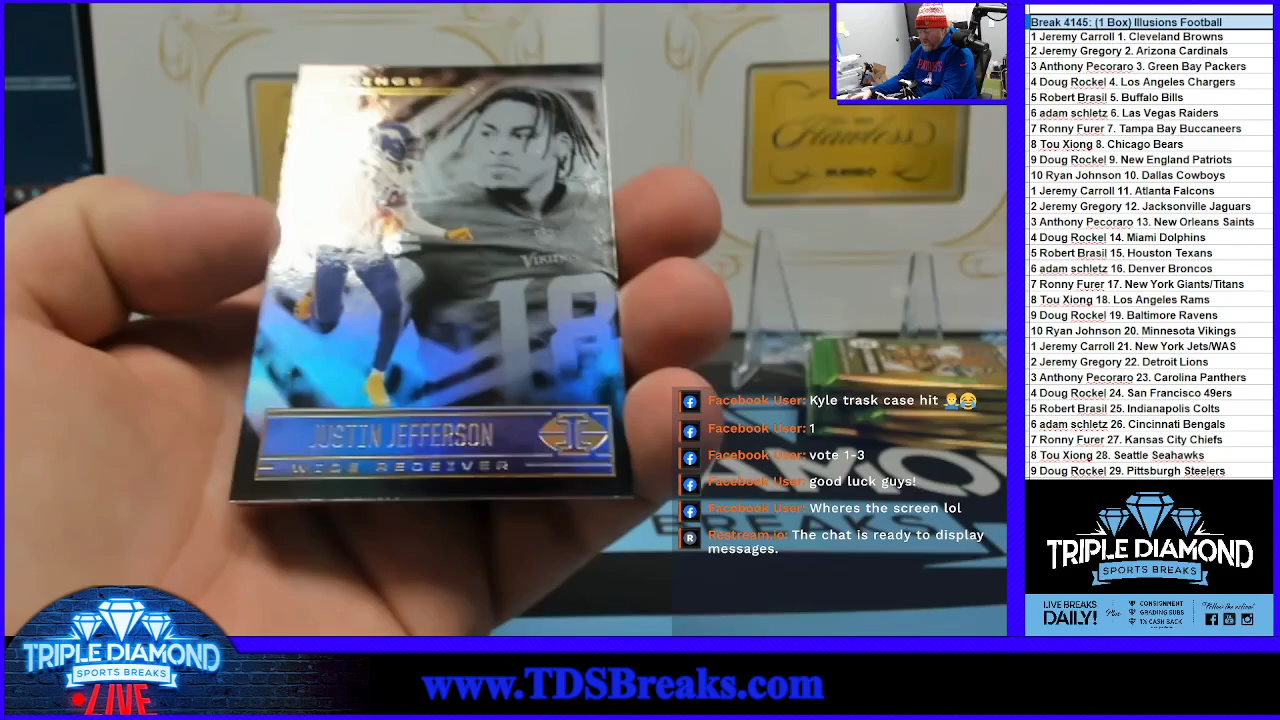 VIKINGS
18
JUSTIN JEFFERSON
WIDE RECEIVER
Flawless
Break 4145: (1 Box) Illusions Football
1 Jeremy Carroll 1. Cleveland Browns
2 Jeremy Gregory 2. Arizona Cardinals
3 Anthony Pecoraro 3. Green Bay Packers
4 Doug Rockel 4. Los Angeles Chargers
5 Robert Brasil 5. Buffalo Bills
6 adam schletz 6. Las Vegas Raiders
7 Ronny Furer 7. Tampa Bay Buccaneers
8 Tou Xiong 8. Chicago Bears
9 Doug Rockel 9. New England Patriots
10 Ryan Johnson 10. Dallas Cowboys
1 Jeremy Carroll 11. Atlanta Falcons
2 Jeremy Gregory 12. Jacksonville Jaguars
3 Anthony Pecoraro 13. New Orleans Saints
4 Doug Rockel 14. Miami Dolphins
5 Robert Brasil 15. Houston Texans
6 adam schletz 16. Denver Broncos
7 Ronny Furer 17. New York Giants/Titans
8 Tou Xiong 18. Los Angeles Rams
9 Doug Rockel 19. Baltimore Ravens
10 Ryan Johnson 20. Minnesota Vikings
1 Jeremy Carroll 21. New York Jets/WAS
2 Jeremy Gregory 22. Detroit Lions
3 Anthony Pecoraro 23. Carolina Panthers
4 Doug Rockel 24. San Francisco 49ers
5 Robert Brasil 25. Indianapolis Colts
6 adam schletz 26. Cincinnati Bengals
7 Ronny Furer 27. Kansas City Chiefs
8 Tou Xiong 28. Seattle Seahawks
9 Doug Rockel 29. Pittsburgh Steelers
Facebook User: Kyle trask case hit 🤷‍♂️😂
Facebook User: 1
Facebook User: vote 1-3
Facebook User: good luck guys!
Facebook User: Wheres the screen lol
Restream.io: The chat is ready to display
messages.
BREAKS
TRIPLE DIAMOND
SPORTS BREAKS
LIVE BREAKS
DAILY!
Plus
CONSIGNMENT
GRADING SUBS
1% CASH BACK
Follow the action!
TRIPLE DIAMOND
SPORTS BREAKS
LIVE
www.TDSBreaks.com